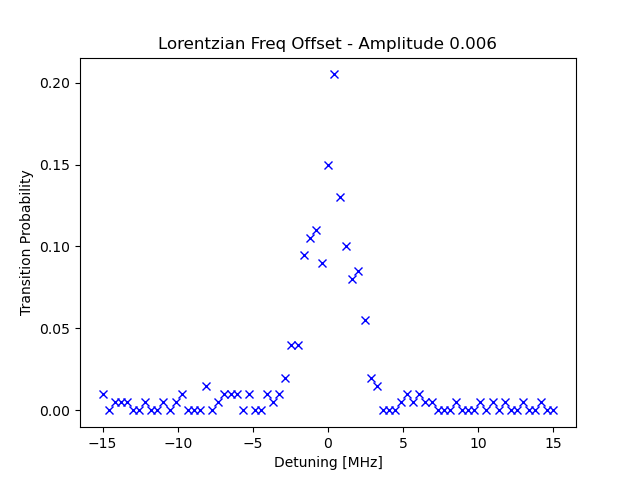 Lorentzian Freq Offset - Amplitude 0.006
Transition Probability
0.20
0.15
0.10
0.05
0.00
−15 −10 −5 0 5 10 15
Detuning [MHz]